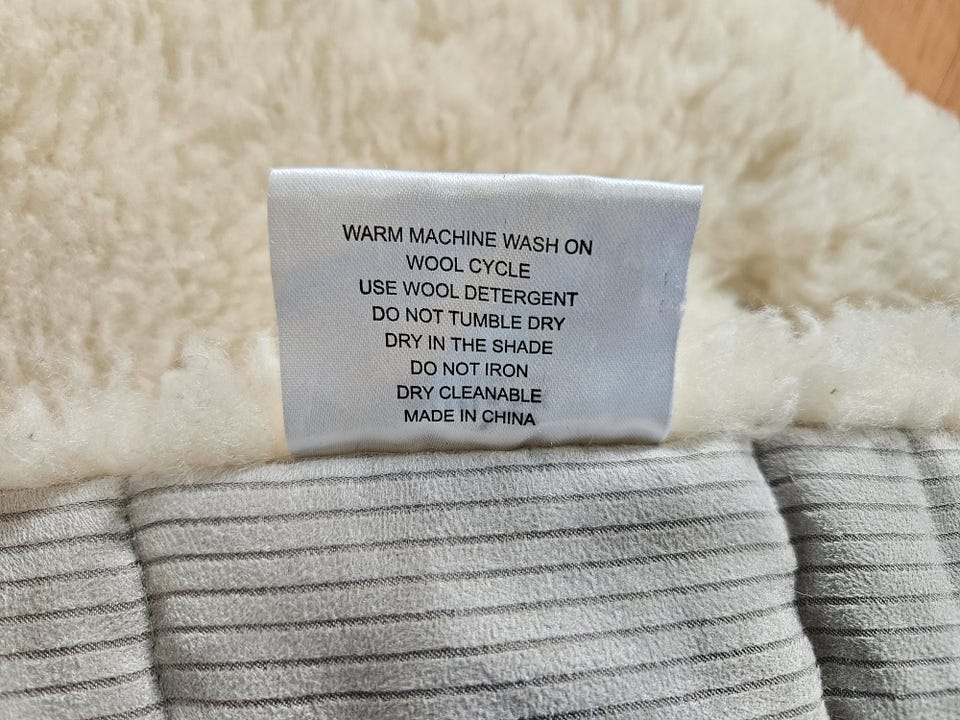 WARM MACHINE WASH ON
WOOL CYCLE
USE WOOL DETERGENT
DO NOT TUMBLE DRY
DRY IN THE SHADE
DO NOT IRON
DRY CLEANABLE
MADE IN CHINA